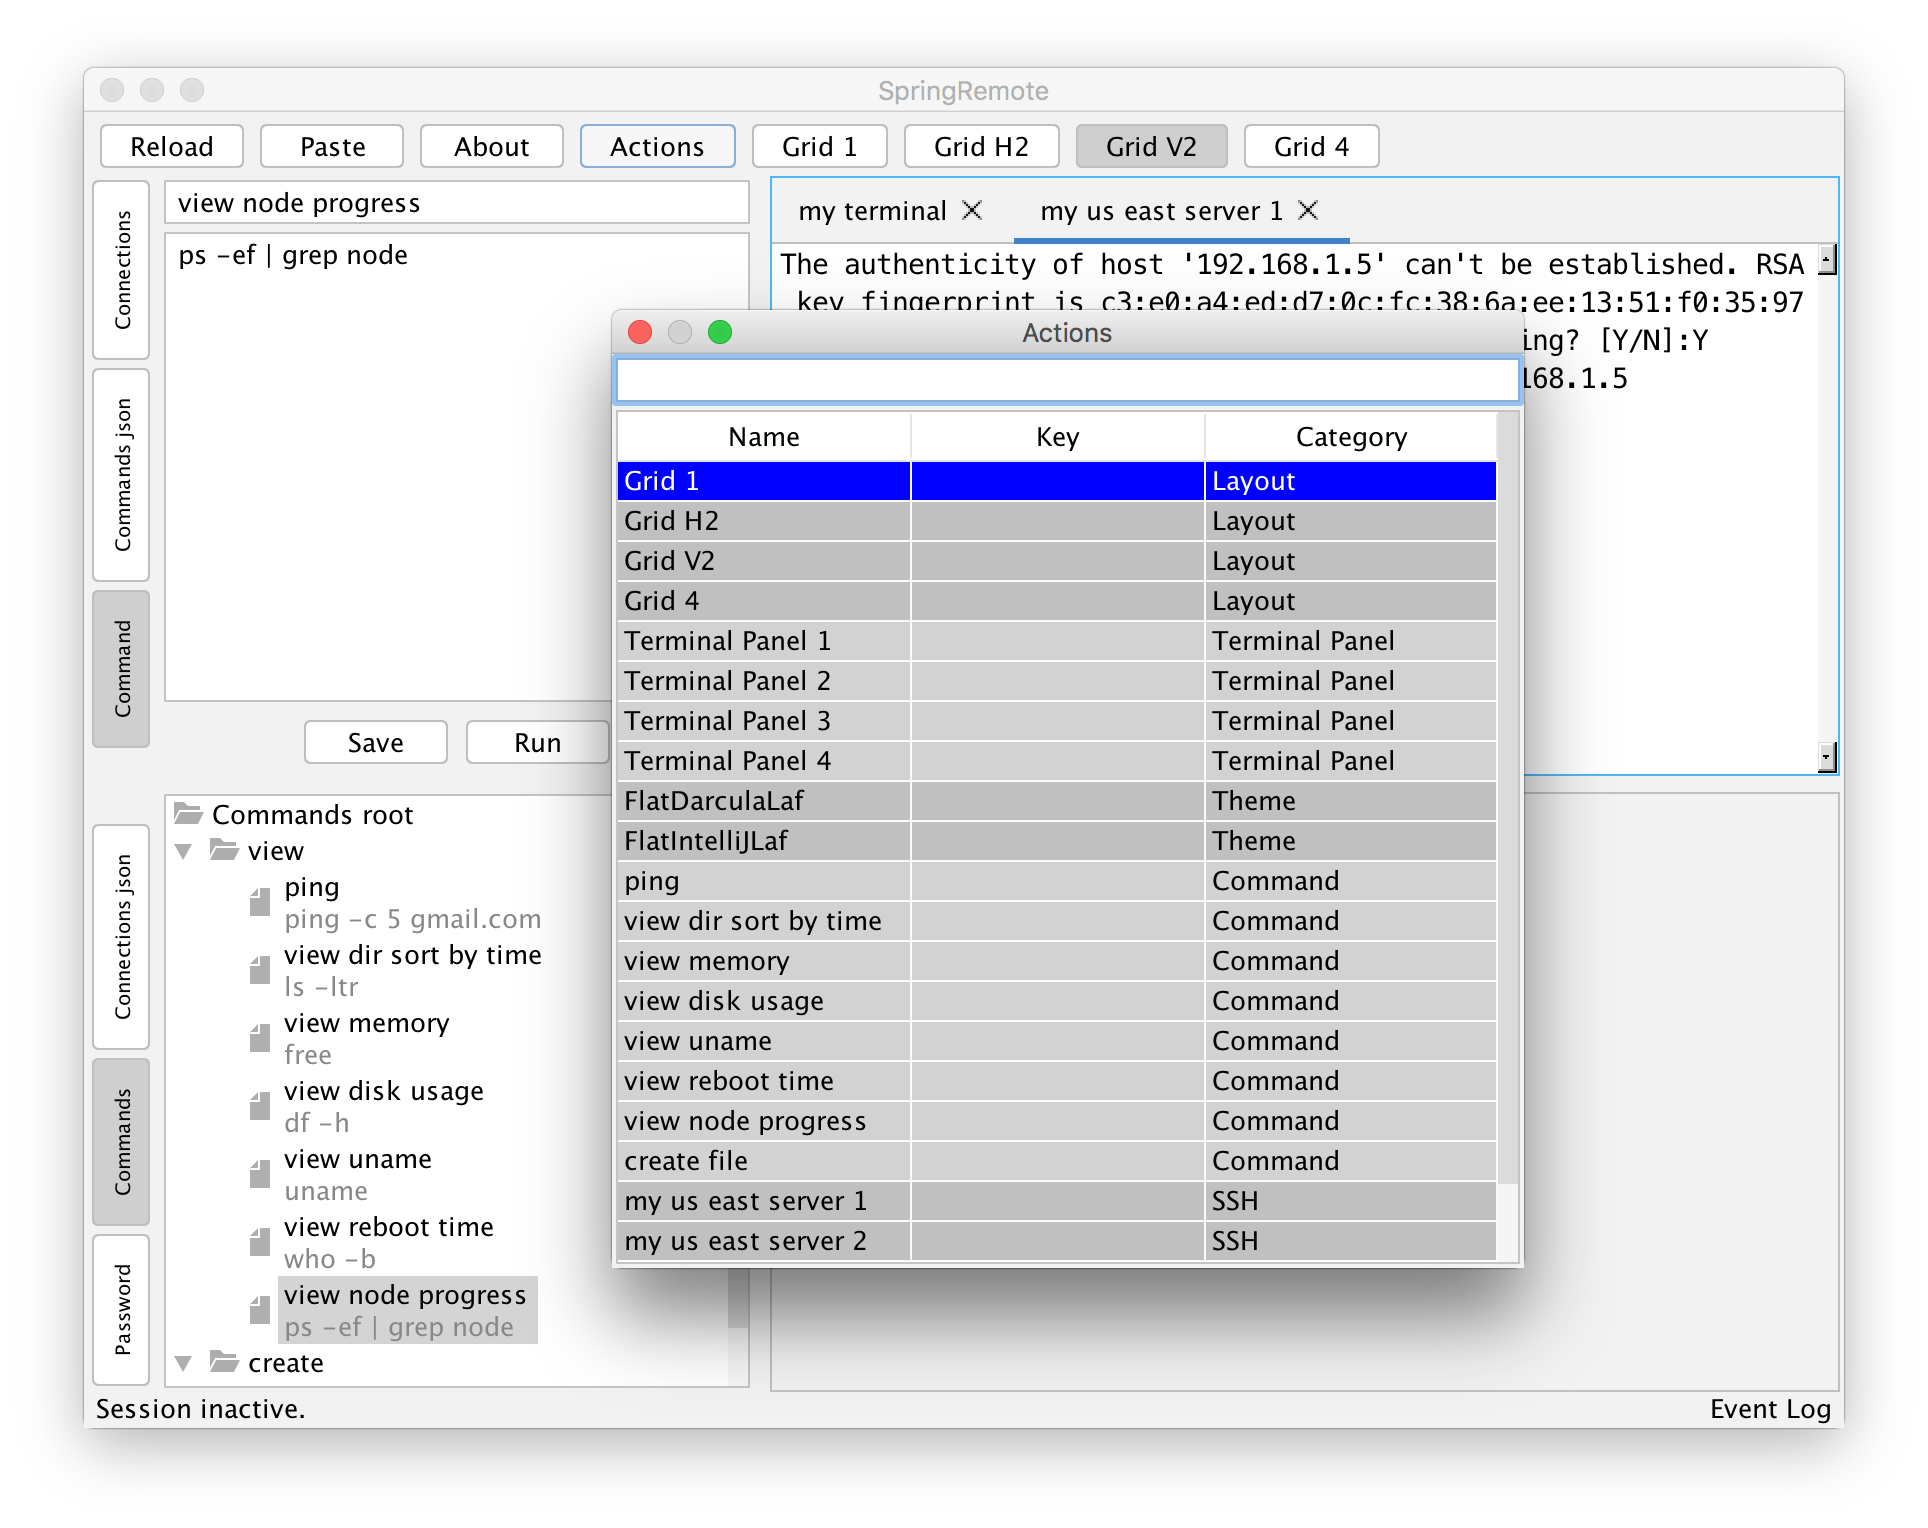 SpringRemote
Reload Paste About Actions Grid 1 Grid H2 Grid V2 Grid 4
Connections
Commands json
Command
view node progress
ps -ef | grep node
Save Run
my terminal my us east server 1
The authenticity of host '192.168.1.5' can't be established. RSA
key fingerprint is c3:e0:a4:ed:d7:0c:fc:38:6a:ee:13:51:f0:35:97
ing? [Y/N]:Y
168.1.5
Actions
Name Key Category
Grid 1 Layout
Grid H2 Layout
Grid V2 Layout
Grid 4 Layout
Terminal Panel 1 Terminal Panel
Terminal Panel 2 Terminal Panel
Terminal Panel 3 Terminal Panel
Terminal Panel 4 Terminal Panel
FlatDarculaLaf Theme
FlatIntelliJLaf Theme
ping Command
view dir sort by time Command
view memory Command
view disk usage Command
view uname Command
view reboot time Command
view node progress Command
create file Command
my us east server 1 SSH
my us east server 2 SSH
Connections json
Commands
Password
Commands root
view
ping
ping -c 5 gmail.com
view dir sort by time
ls -ltr
view memory
free
view disk usage
df -h
view uname
uname
view reboot time
who -b
view node progress
ps -ef | grep node
create
Session inactive.
Event Log